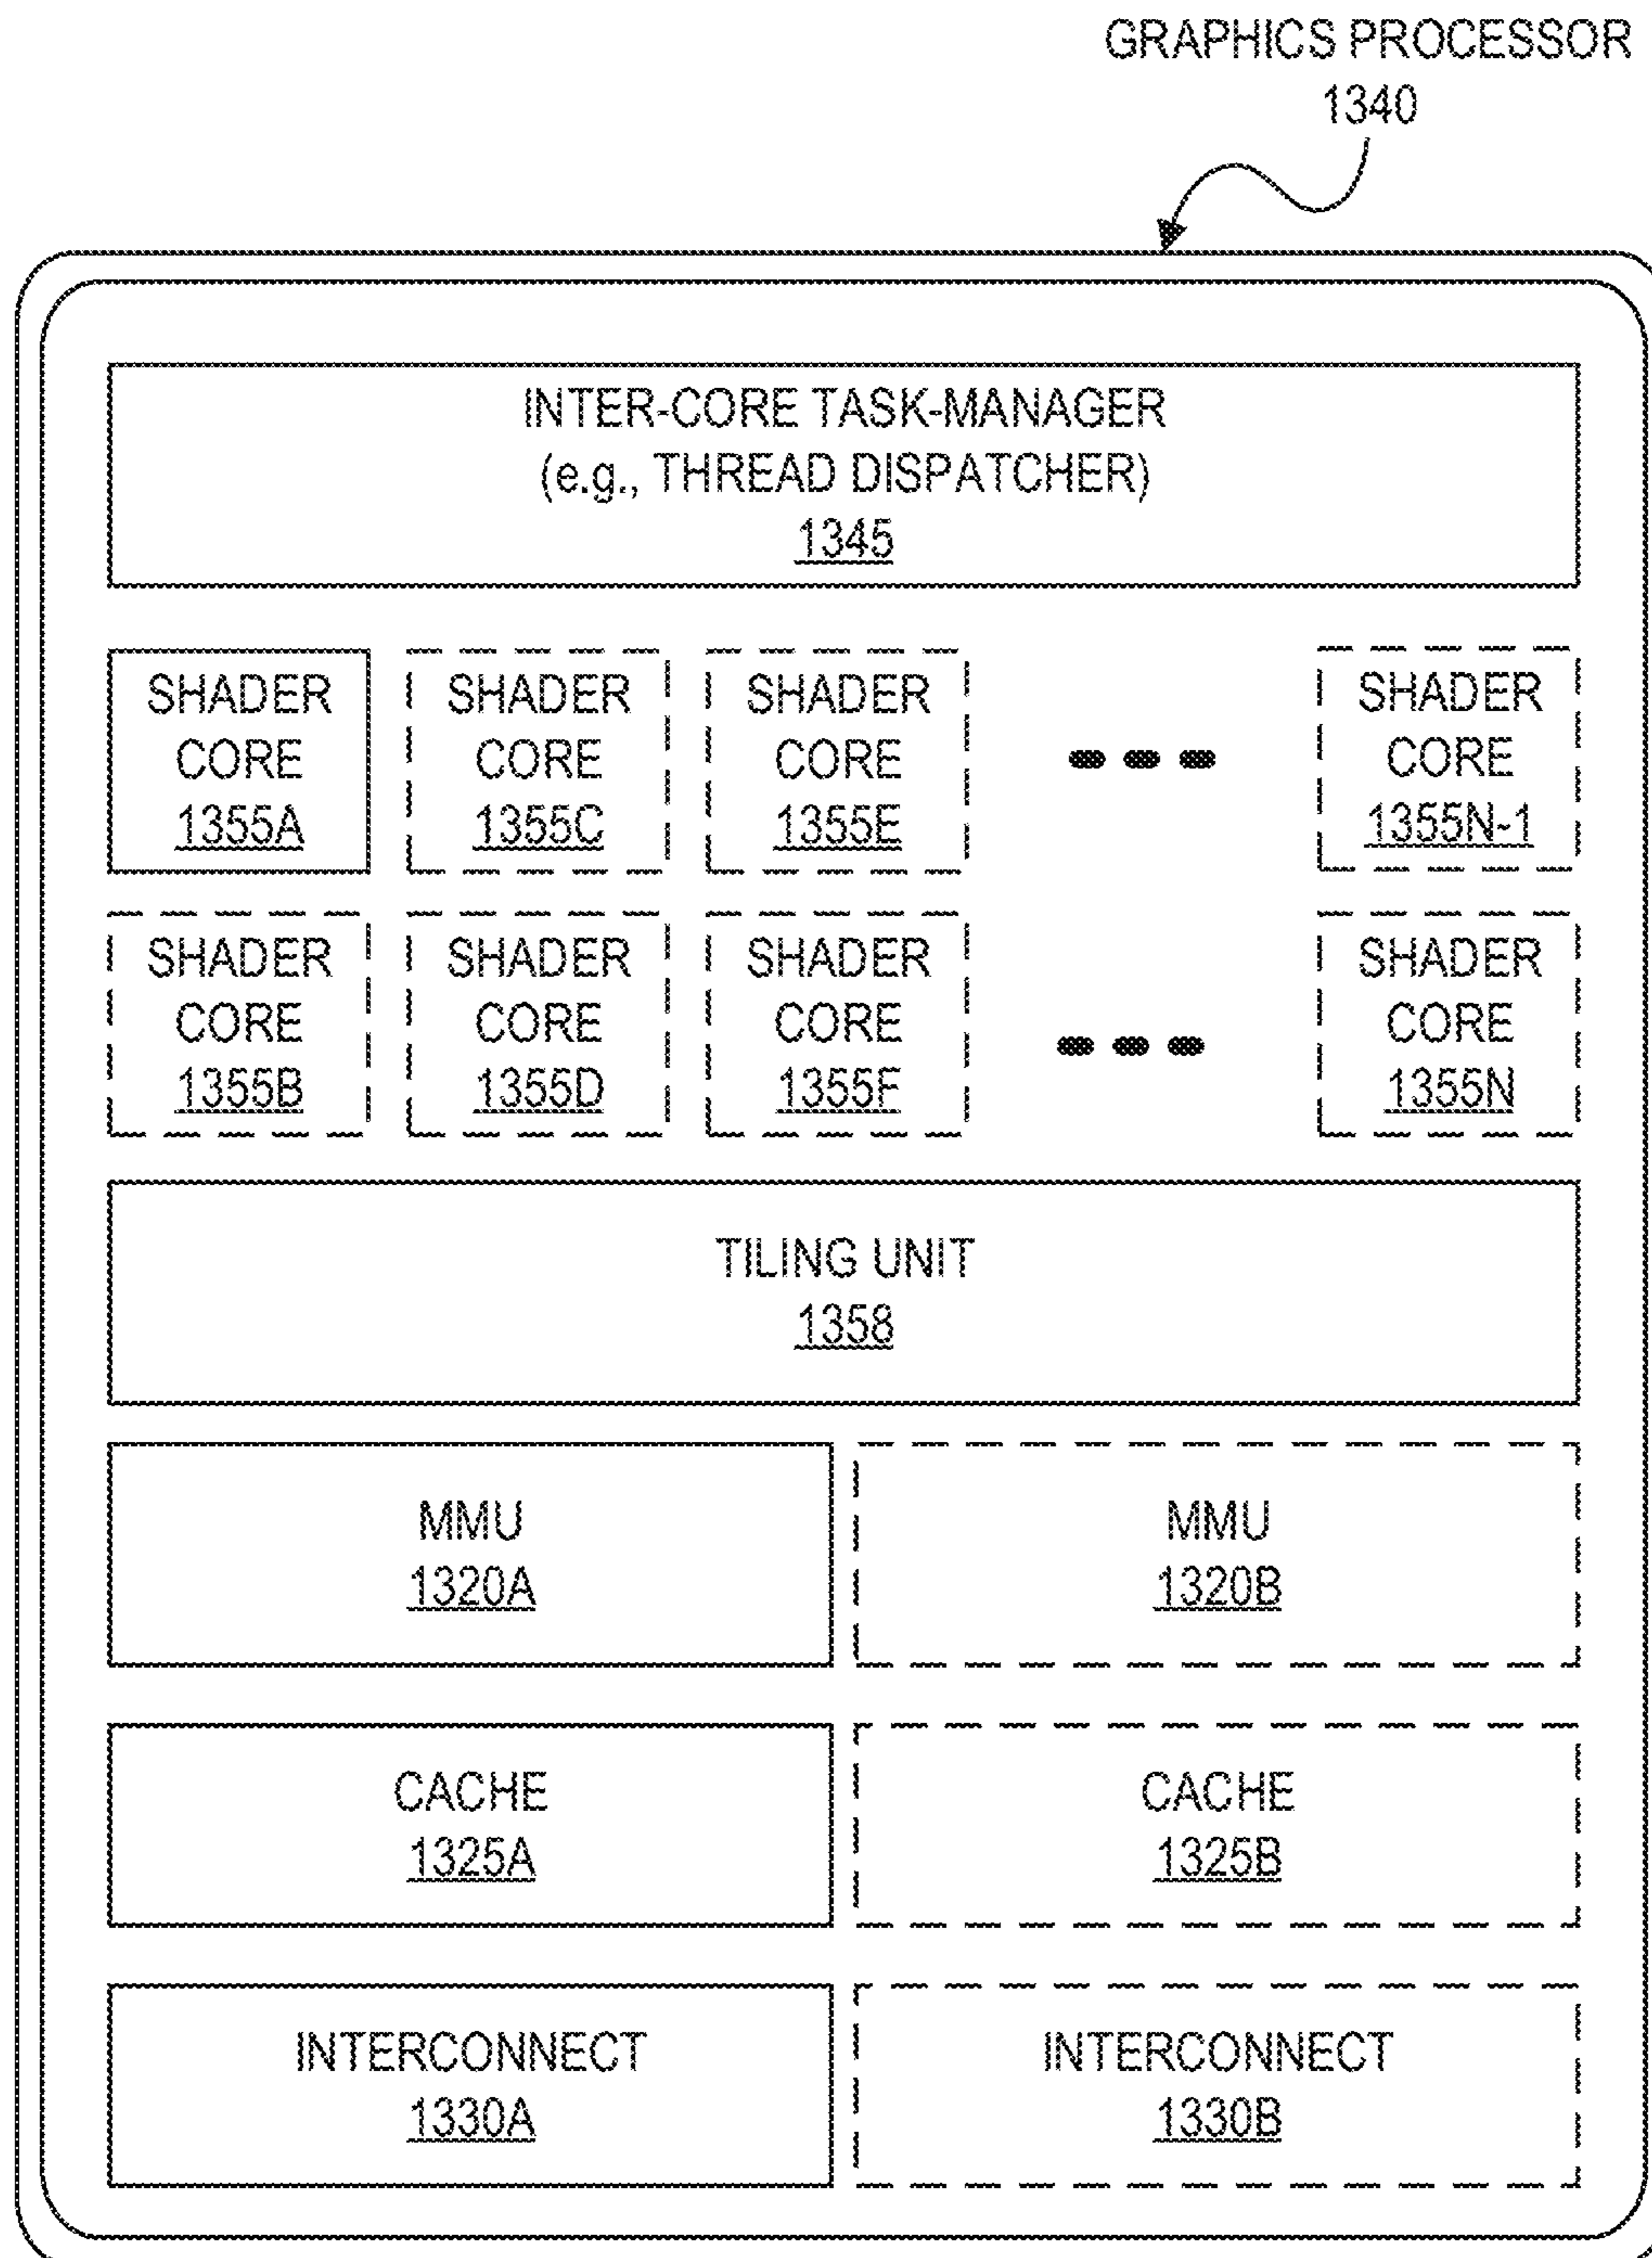 GRAPHICS PROCESSOR
1340
INTER-CORE TASK-MANAGER
(e.g., THREAD DISPATCHER)
1345
SHADER
CORE
1355A
SHADER
CORE
1355C
SHADER
CORE
1355E
SHADER
CORE
1355N-1
SHADER
CORE
1355B
SHADER
CORE
1355D
SHADER
CORE
1355F
SHADER
CORE
1355N
TILING UNIT
1358
MMU
1320A
MMU
1320B
CACHE
1325A
CACHE
1325B
INTERCONNECT
1330A
INTERCONNECT
1330B